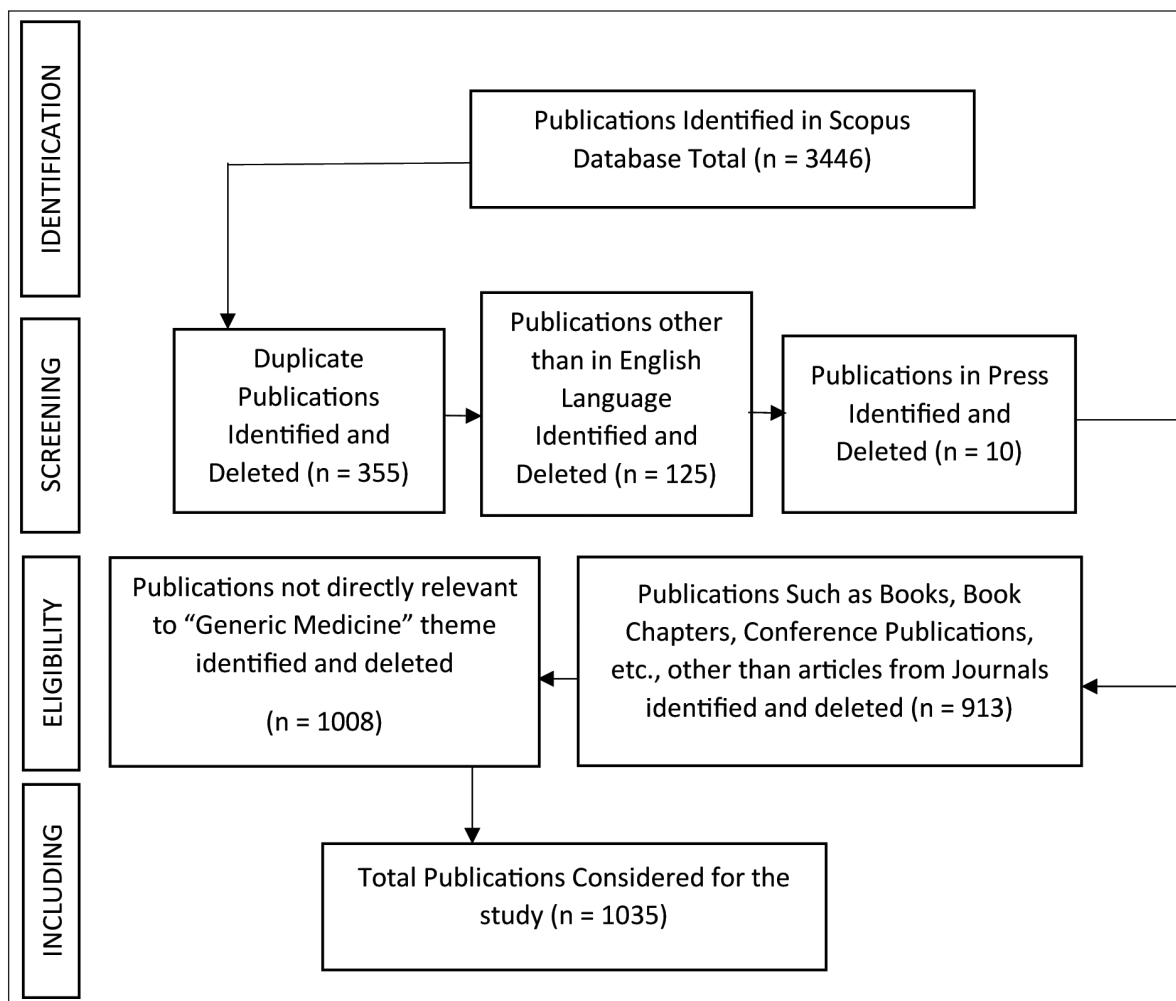 IDENTIFICATION
Publications Identified in Scopus
Database Total (n = 3446)
SCREENING
Duplicate
Publications
Identified and
Deleted (n = 355)
Publications other
than in English
Language
Identified and
Deleted (n = 125)
Publications in Press
Identified and
Deleted (n = 10)
ELIGIBILITY
Publications Such as Books, Book
Chapters, Conference Publications,
etc., other than articles from Journals
identified and deleted (n = 913)
Publications not directly relevant
to “Generic Medicine” theme
identified and deleted
(n = 1008)
INCLUDING
Total Publications Considered for the
study (n = 1035)